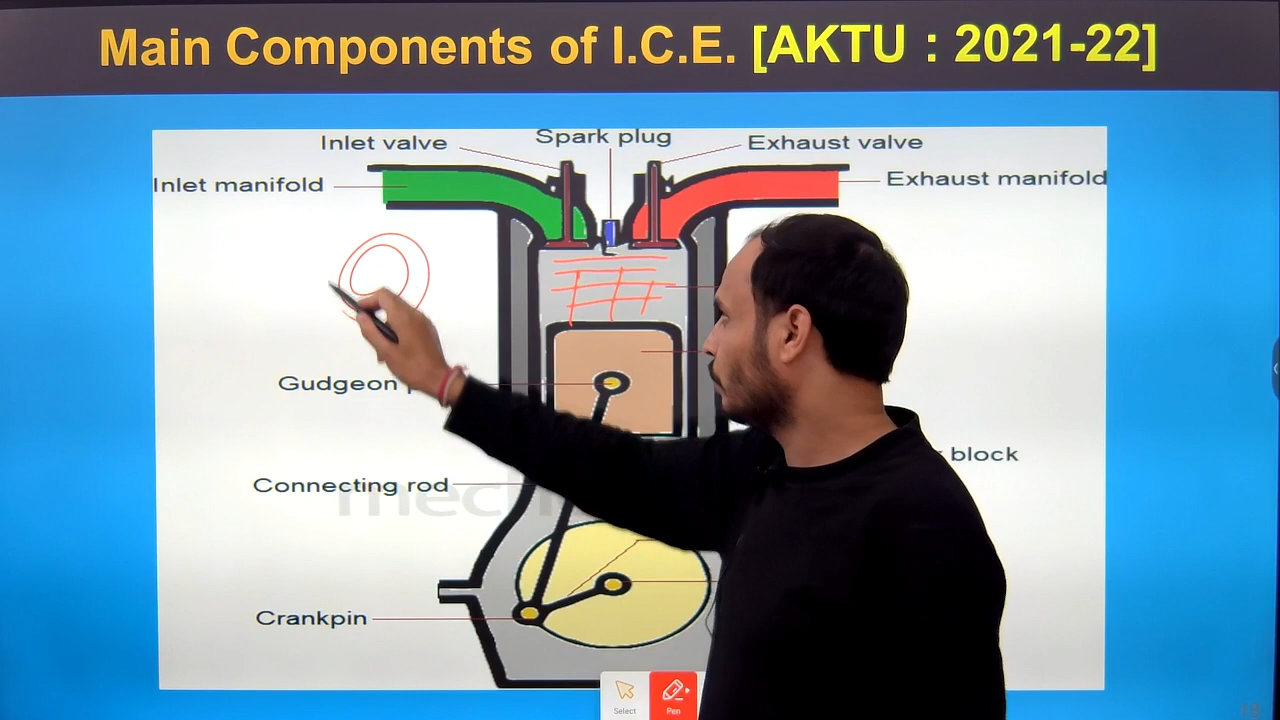 Main Components of I.C.E. [AKTU : 2021-22]
Inlet valve
Spark plug
Exhaust valve
Inlet manifold
Exhaust manifold
Gudgeon
block
Connecting rod
Crankpin
Select
Pen